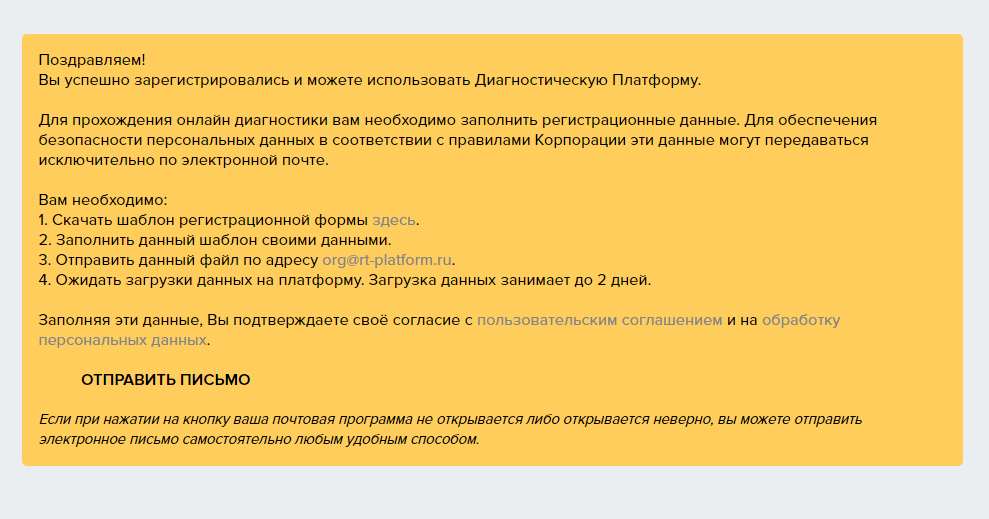 Поздравляем!
Вы успешно зарегистрировались и можете использовать Диагностическую Платформу.
Для прохождения онлайн диагностики вам необходимо заполнить регистрационные данные. Для обеспечения
безопасности персональных данных в соответствии с правилами Корпорации эти данные могут передаваться
исключительно по электронной почте.
Вам необходимо:
1. Скачать шаблон регистрационной формы здесь.
2. Заполнить данный шаблон своими данными.
3. Отправить данный файл по адресу org@rt-platform.ru.
4. Ожидать загрузки данных на платформу. Загрузка данных занимает до 2 дней.
Заполняя эти данные, Вы подтверждаете своё согласие с пользовательским соглашением и на обработку
персональных данных.
ОТПРАВИТЬ ПИСЬМО
Если при нажатии на кнопку ваша почтовая программа не открывается либо открывается неверно, вы можете отправить
электронное письмо самостоятельно любым удобным способом.